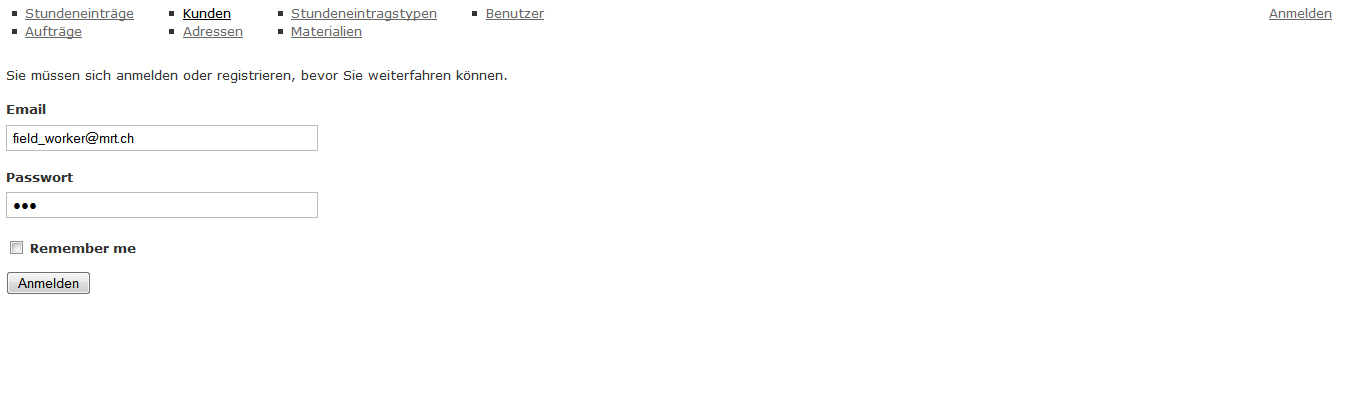 Stundeneinträge Kunden Stundeneintragstypen Benutzer Anmelden
Aufträge Adressen Materialien
Sie müssen sich anmelden oder registrieren, bevor Sie weiterfahren können.
Email
field_worker@mrt.ch
Passwort
•••
Remember me
Anmelden